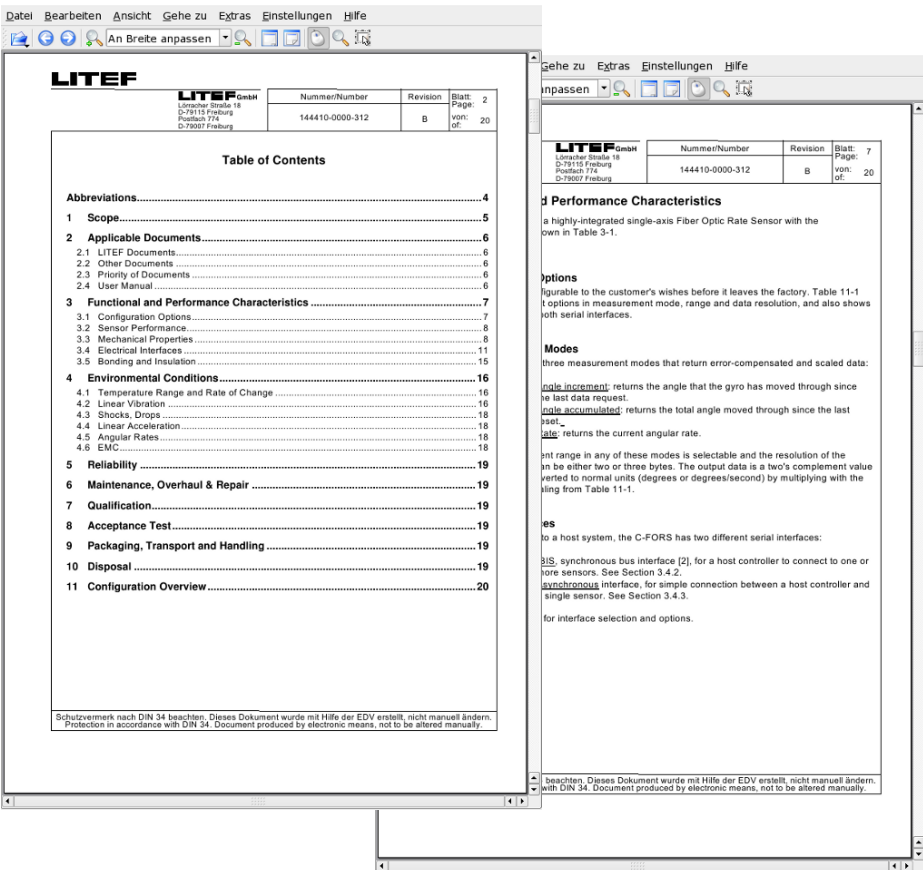 Datei Bearbeiten Ansicht Gehe zu Extras Einstellungen Hilfe
An Breite anpassen
LITEF
LITEF GmbH
Lörracher Straße 18
D-79115 Freiburg
Postfach 774
D-79007 Freiburg
Nummer/Number
144410-0000-312
Revision
B
Blatt: 2
Page:
von: 20
of:
Table of Contents
Abbreviations 4
1 Scope 5
2 Applicable Documents 6
2.1 LITEF Documents 6
2.2 Other Documents 6
2.3 Priority of Documents 6
2.4 User Manual 6
3 Functional and Performance Characteristics 7
3.1 Configuration Options 7
3.2 Sensor Performance 8
3.3 Mechanical Properties 8
3.4 Electrical Interfaces 11
3.5 Bonding and Insulation 15
4 Environmental Conditions 16
4.1 Temperature Range and Rate of Change 16
4.2 Linear Vibration 16
4.3 Shocks, Drops 18
4.4 Linear Acceleration 18
4.5 Angular Rates 18
4.6 EMC 18
5 Reliability 19
6 Maintenance, Overhaul & Repair 19
7 Qualification 19
8 Acceptance Test 19
9 Packaging, Transport and Handling 19
10 Disposal 19
11 Configuration Overview 20
Schutzvermerk nach DIN 34 beachten. Dieses Dokument wurde mit Hilfe der EDV erstellt, nicht manuell ändern.
Protection in accordance with DIN 34. Document produced by electronic means, not to be altered manually.
Gehe zu Extras Einstellungen Hilfe
npassen
LITEF GmbH
Lörracher Straße 18
D-79115 Freiburg
Postfach 774
D-79007 Freiburg
Nummer/Number
144410-0000-312
Revision
B
Blatt: 7
Page:
von: 20
of:
d Performance Characteristics
a highly-integrated single-axis Fiber Optic Rate Sensor with the
own in Table 3-1.
Options
figurable to the customer's wishes before it leaves the factory. Table 11-1
t options in measurement mode, range and data resolution, and also shows
both serial interfaces.
Modes
three measurement modes that return error-compensated and scaled data:
ngle increment: returns the angle that the gyro has moved through since
he last data request.
ngle accumulated: returns the total angle moved through since the last
eset.
Rate: returns the current angular rate.
ent range in any of these modes is selectable and the resolution of the
an be either two or three bytes. The output data is a two's complement value
verted to normal units (degrees or degrees/second) by multiplying with the
aling from Table 11-1.
es
to a host system, the C-FORS has two different serial interfaces:
BIS, synchronous bus interface [2], for a host controller to connect to one or
more sensors. See Section 3.4.2.
synchronous interface, for simple connection between a host controller and
single sensor. See Section 3.4.3.
for interface selection and options.
beachten. Dieses Dokument wurde mit Hilfe der EDV erstellt, nicht manuell ändern.
with DIN 34. Document produced by electronic means, not to be altered manually.